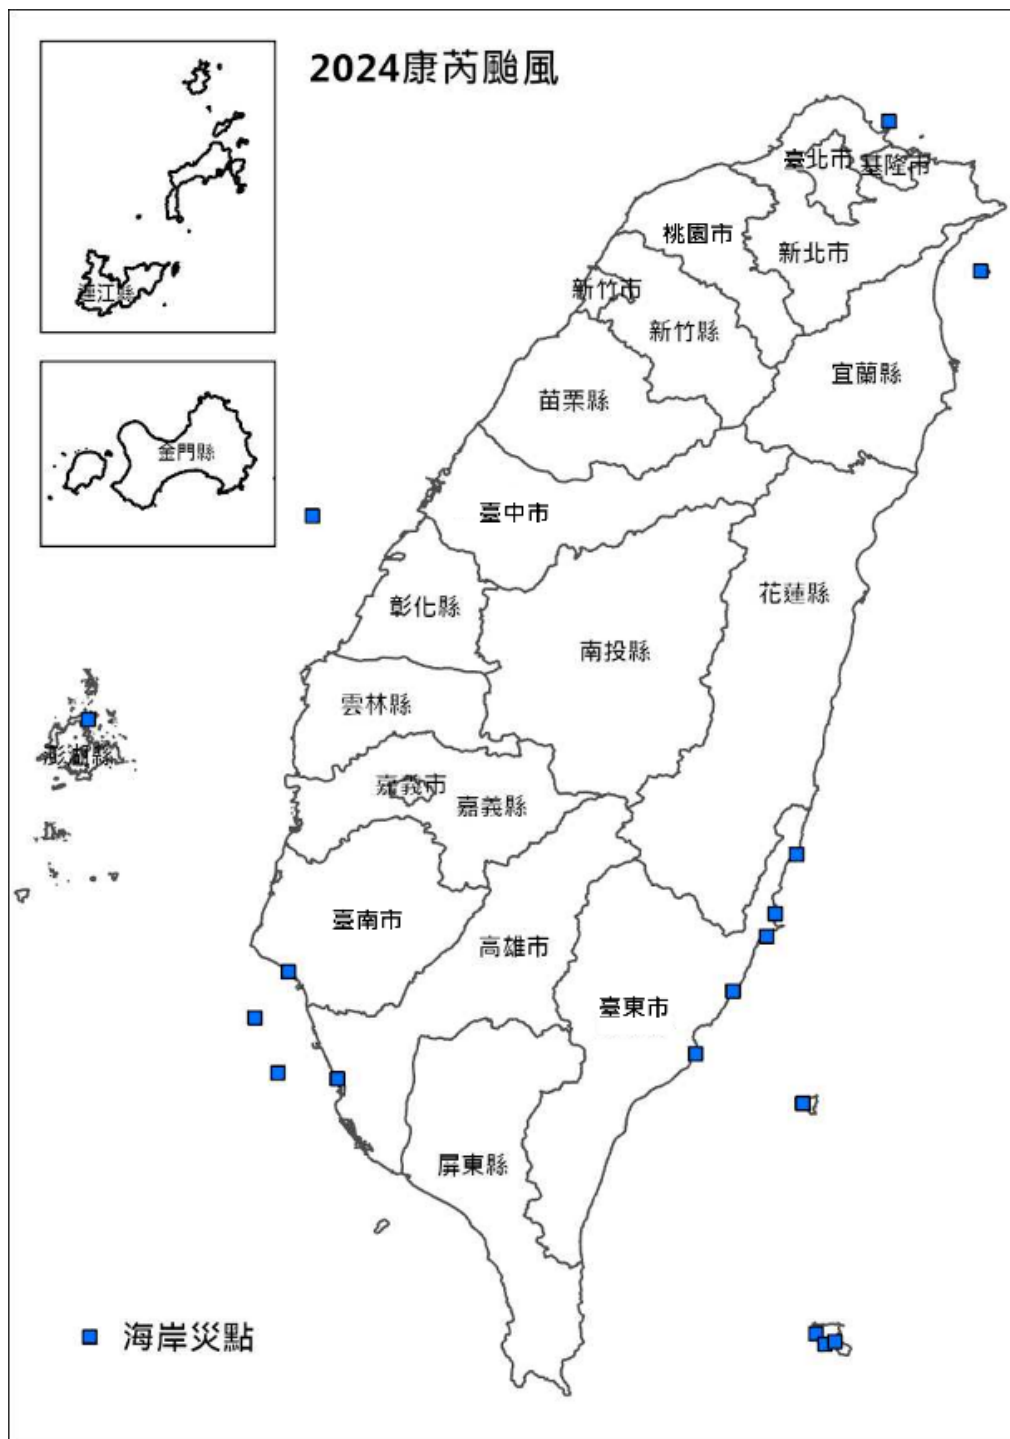 2024康芮颱風
臺北市
基隆市
桃園市
新北市
新竹市
新竹縣
宜蘭縣
苗栗縣
連江縣
金門縣
臺中市
彰化縣
花蓮縣
南投縣
雲林縣
澎湖縣
嘉義市
嘉義縣
臺南市
高雄市
臺東市
屏東縣
海岸災點